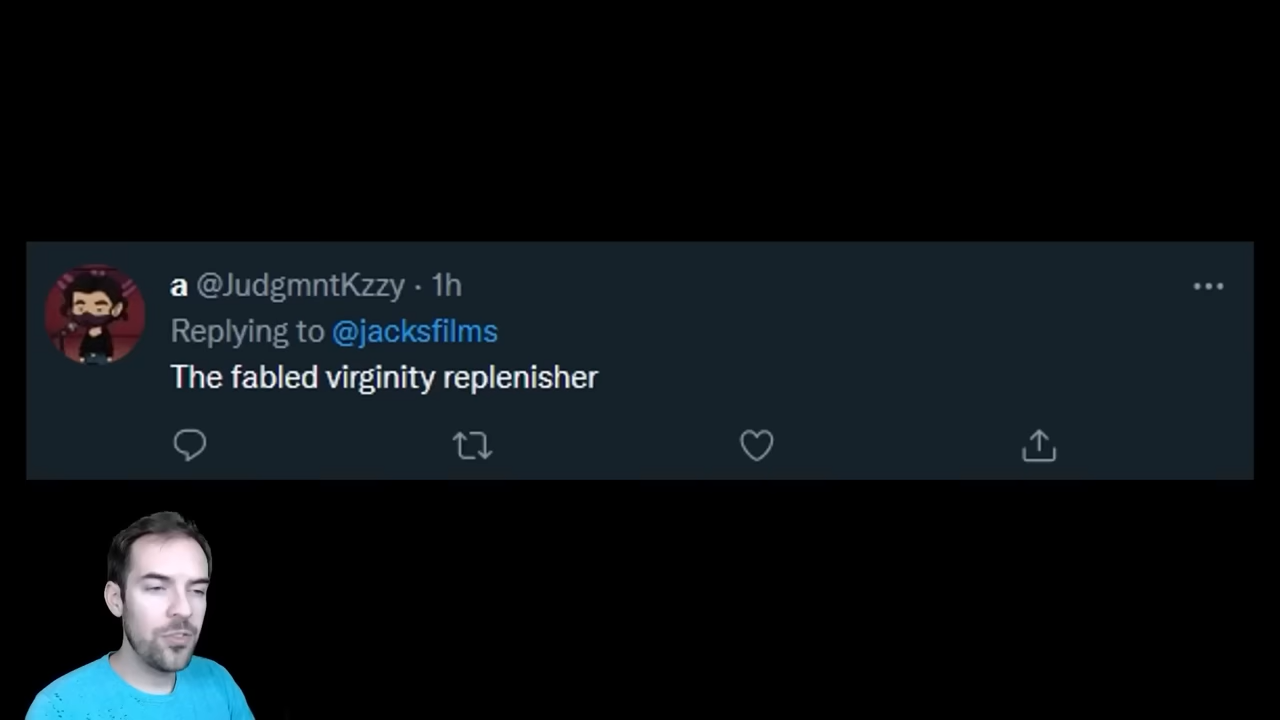 a @JudgmntKzzy · 1h
Replying to @jacksfilms
The fabled virginity replenisher